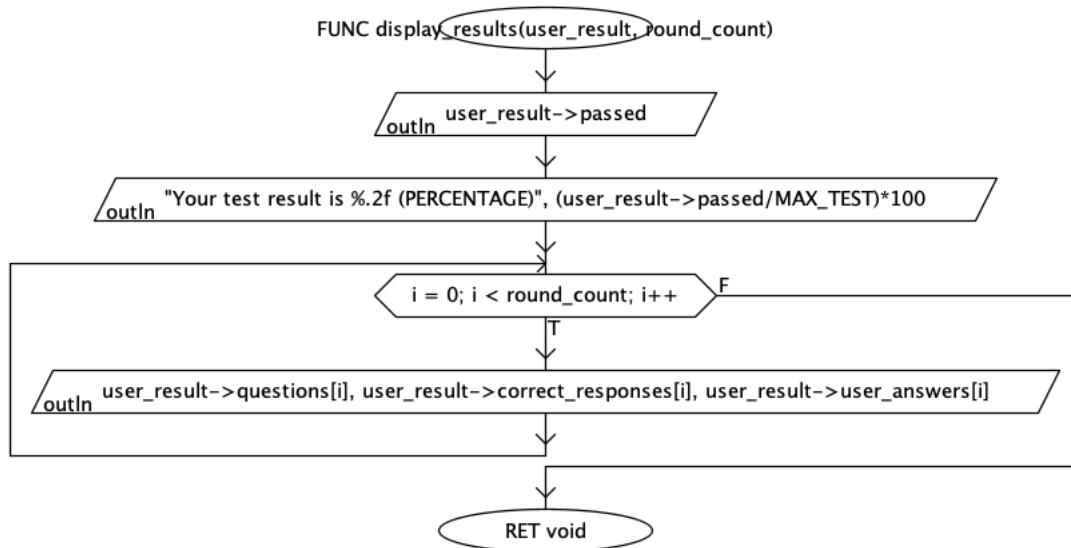 FUNC display_results(user_result, round_count)
user_result->passed
outln
"Your test result is %.2f (PERCENTAGE)", (user_result->passed/MAX_TEST)*100
outln
i = 0; i < round_count; i++
F
T
user_result->questions[i], user_result->correct_responses[i], user_result->user_answers[i]
outln
RET void